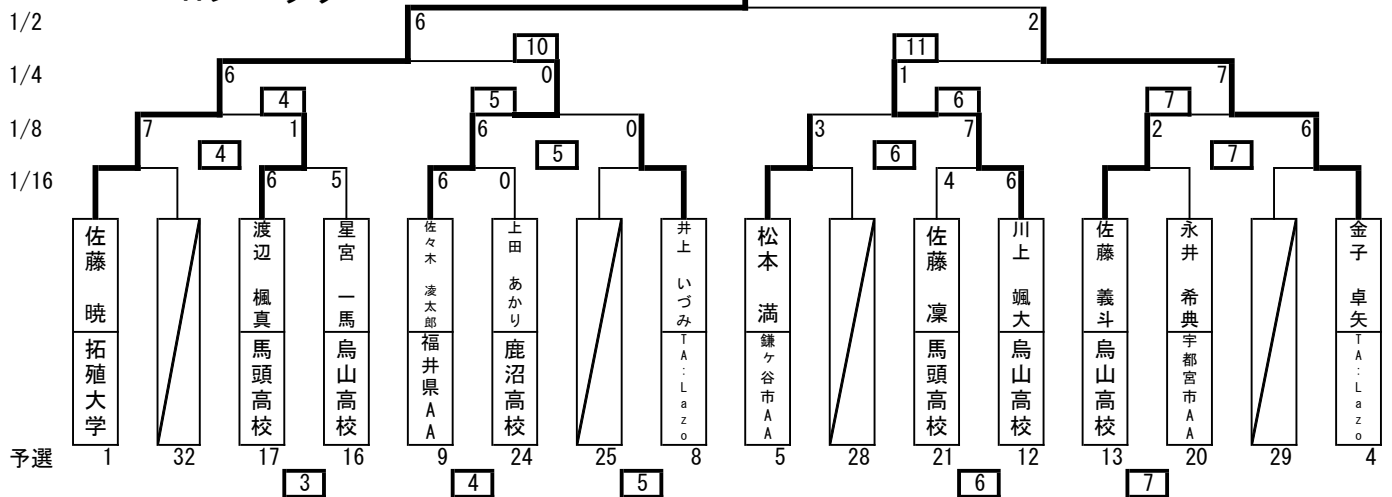 1/2 6 2
10 11
1/4 6 0 1 7
4 5 6 7
1/8 7 1 6 0 3 7 2 6
4 5 6 7
1/16 6 5 6 0 4 6
佐藤 暁 渡辺 楓真 星宮 一馬 佐々木 凌太郎 上田 あかり 井上 いづみ 松本 満 佐藤 凜 川上 颯大 佐藤 義斗 永井 希典 金子 卓矢
拓殖大学 馬頭高校 烏山高校 福井県AA 鹿沼高校 TA:Lazo 鎌ケ谷市AA 馬頭高校 烏山高校 烏山高校 宇都宮市AA TA:Lazo
予選 1 32 17 16 9 24 25 8 5 28 21 12 13 20 29 4
3 4 5 6 7